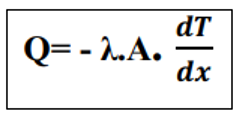 Q= - λ.A. dT/dx